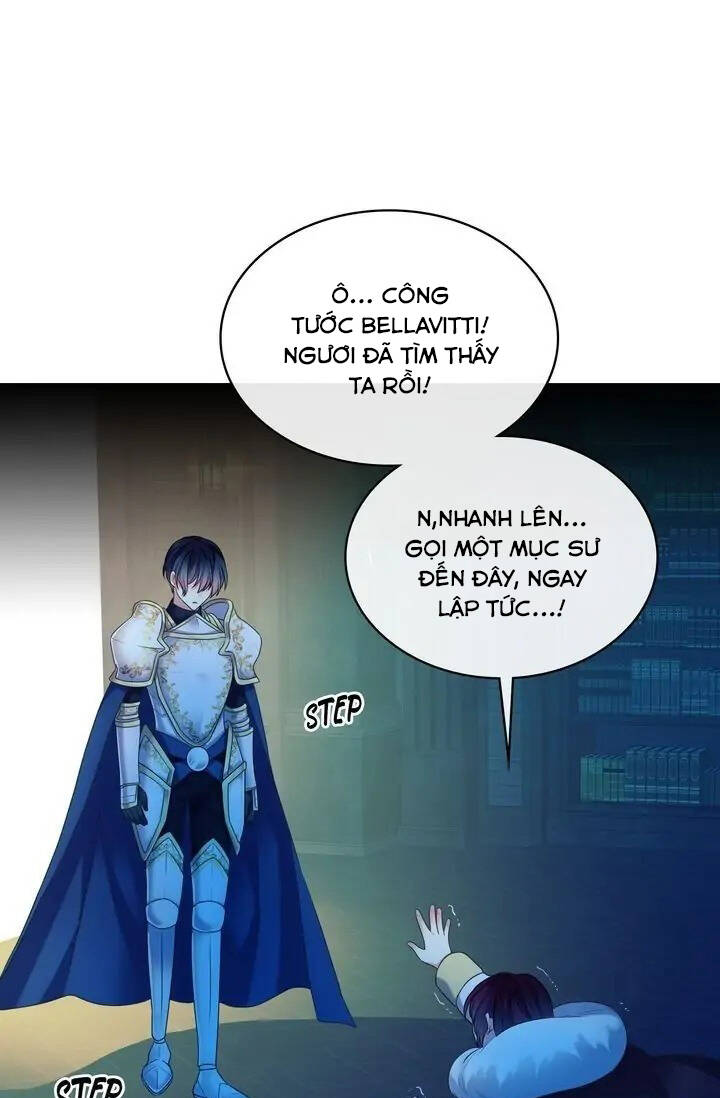 Ô... CÔNG
TƯỚC BELLAVITTI!
NGƯƠI ĐÃ TÌM THẤY
TA RỒI!
N,NHANH LÊN...
GỌI MỘT MỤC SƯ
ĐẾN ĐÂY, NGAY
LẬP TỨC...!
STEP
STEP